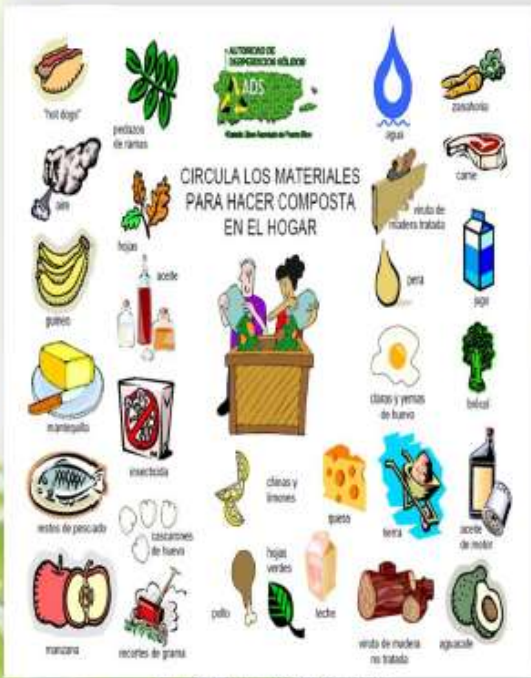 AUTORIDAD DE
DESPERDICIOS SÓLIDOS
ADS
"hot dogs"
pedazos
de ramas
agua
zanahoria
CIRCULA LOS MATERIALES
PARA HACER COMPOSTA
EN EL HOGAR
aire
hojas
aceite
viruta de
madera tratada
carne
guineo
pera
jugo
mantequilla
insecticida
claras y yemas
de huevo
brócoli
restos de pescado
cascarones
de huevo
chinas y
limones
queso
tierra
aceite
de motor
manzana
recortes de grama
pollo
hojas
verdes
leche
viruta de madera
no tratada
aguacate